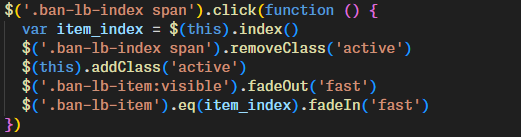 $('.ban-lb-index span').click(function () {
  var item_index = $(this).index()
  $('.ban-lb-index span').removeClass('active')
  $(this).addClass('active')
  $('.ban-lb-item:visible').fadeOut('fast')
  $('.ban-lb-item').eq(item_index).fadeIn('fast')
})